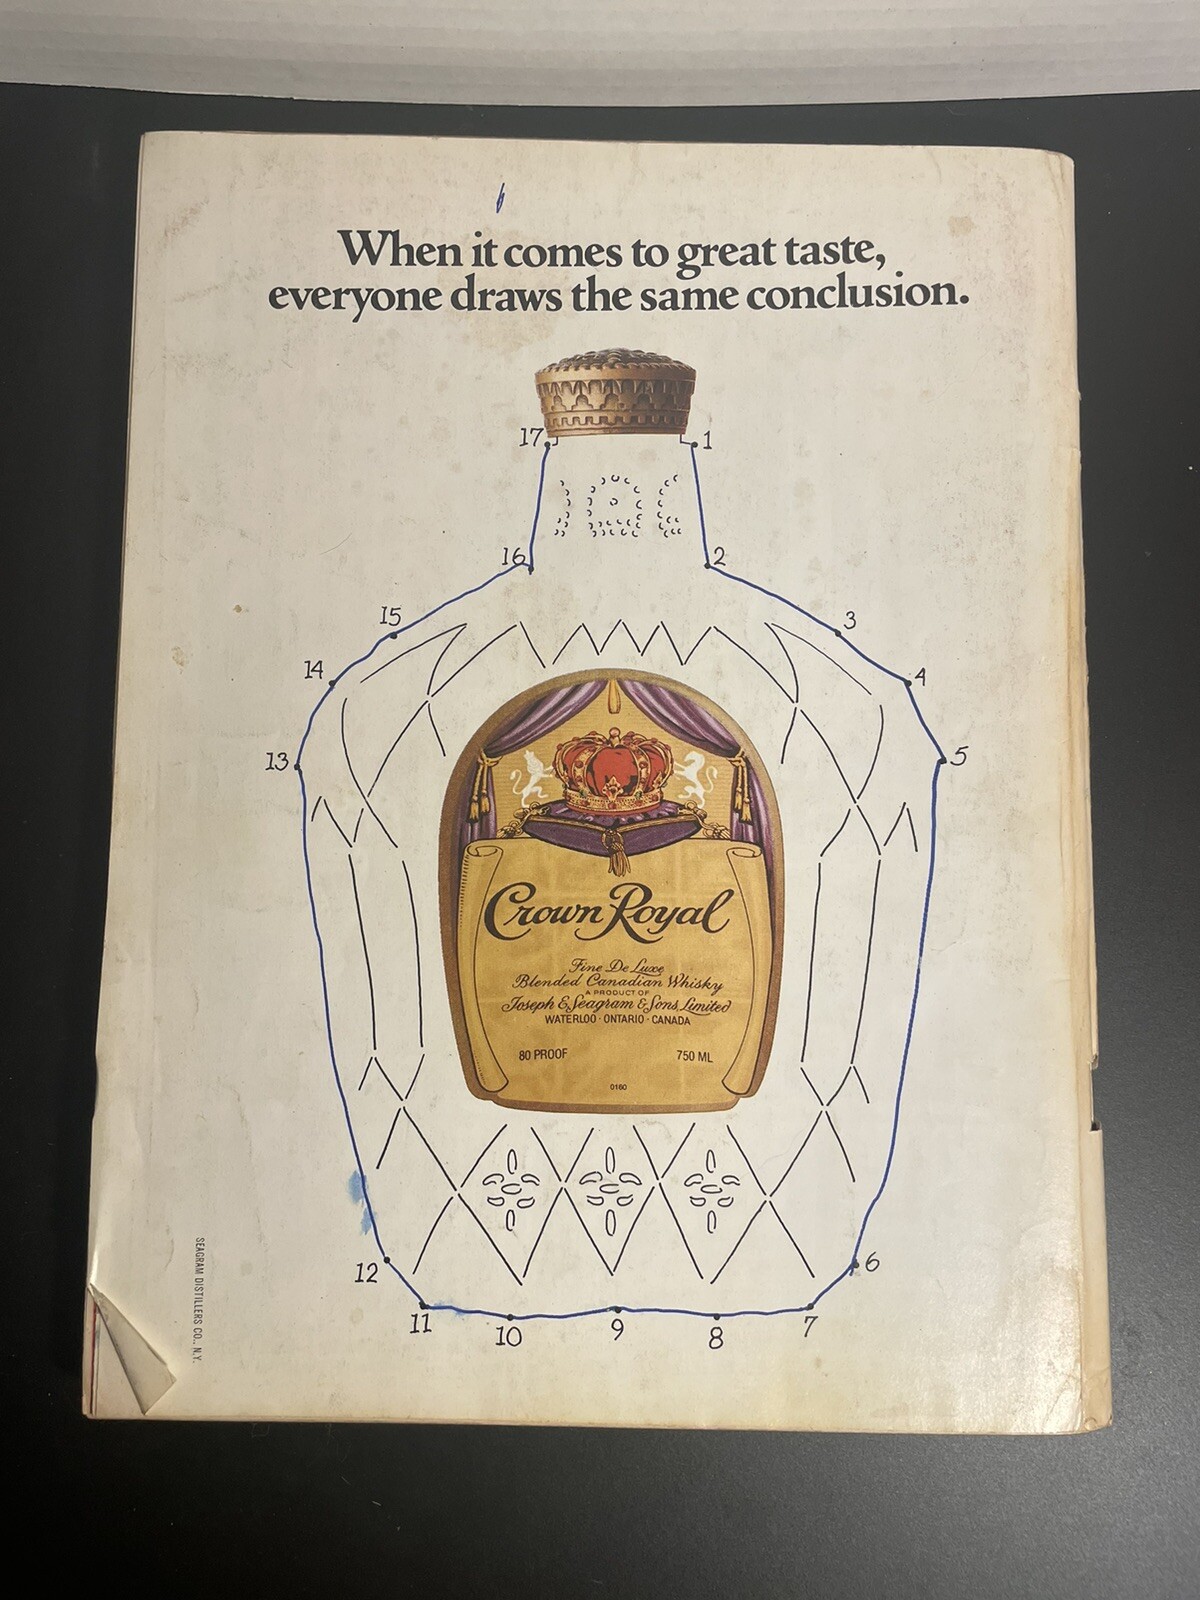 When it comes to great taste,
everyone draws the same conclusion.
17
1
16
2
15
3
14
4
13
5
Crown Royal
Fine De Luxe
Blended Canadian Whisky
A PRODUCT OF
Joseph E. Seagram & Sons, Limited
WATERLOO · ONTARIO · CANADA
80 PROOF 750 ML
0160
12
6
11
10
9
8
7
SEAGRAM DISTILLERS CO., N.Y.